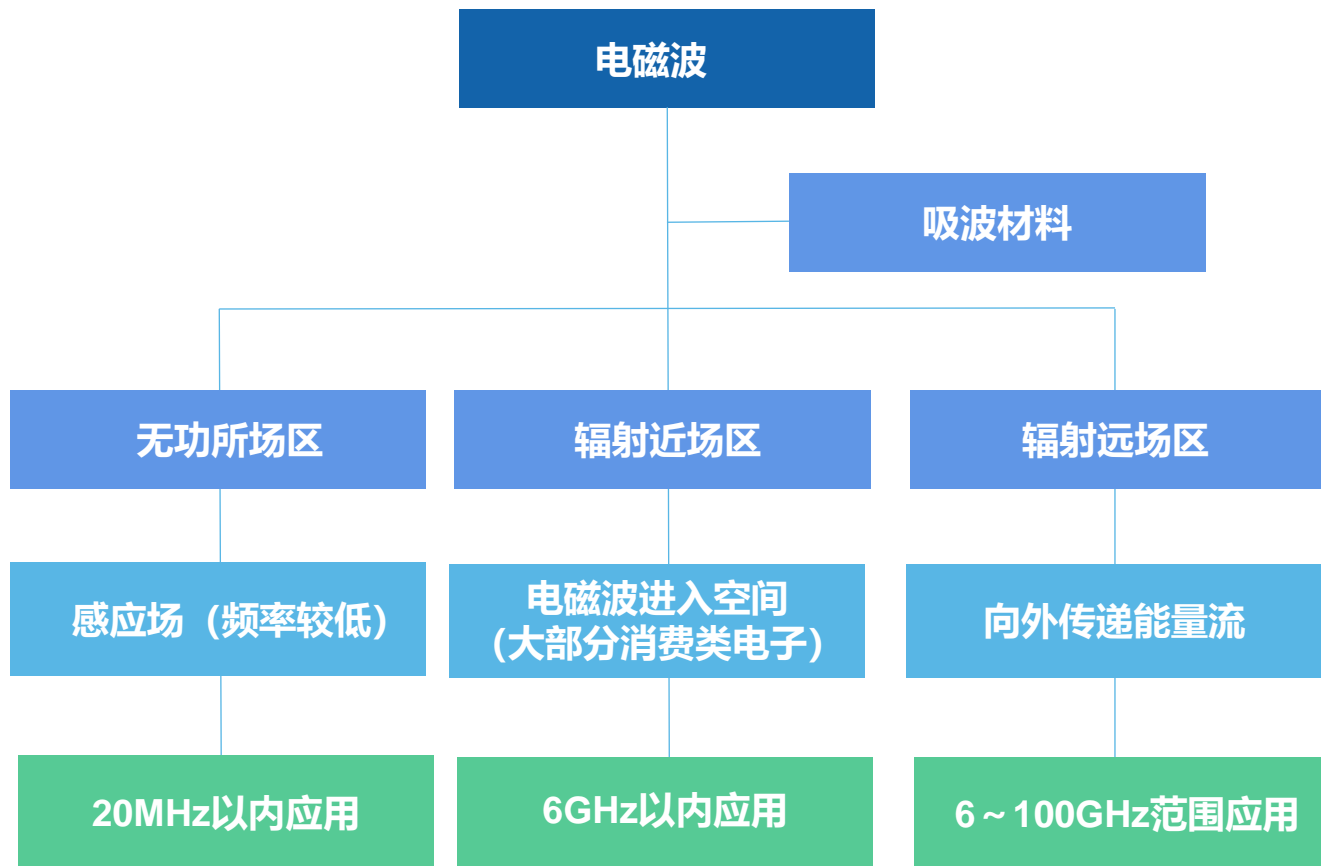 电磁波
吸波材料
无功所场区
辐射近场区
辐射远场区
感应场（频率较低）
电磁波进入空间
（大部分消费类电子）
向外传递能量流
20MHz以内应用
6GHz以内应用
6～100GHz范围应用